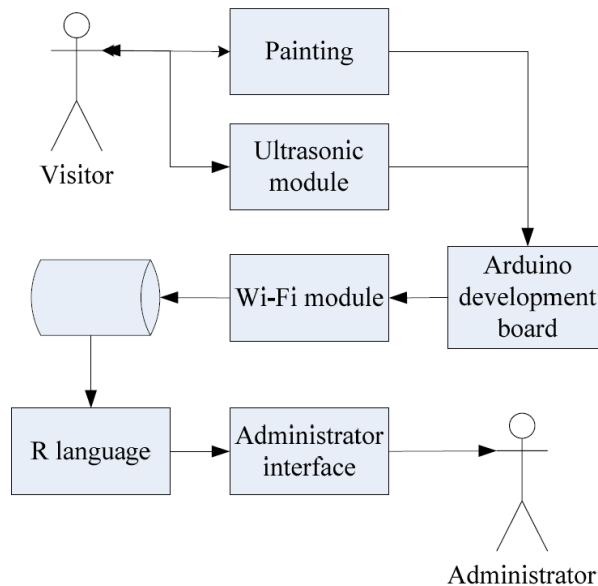 Painting
Visitor
Ultrasonic
module
Wi-Fi module
Arduino
development
board
R language
Administrator
interface
Administrator